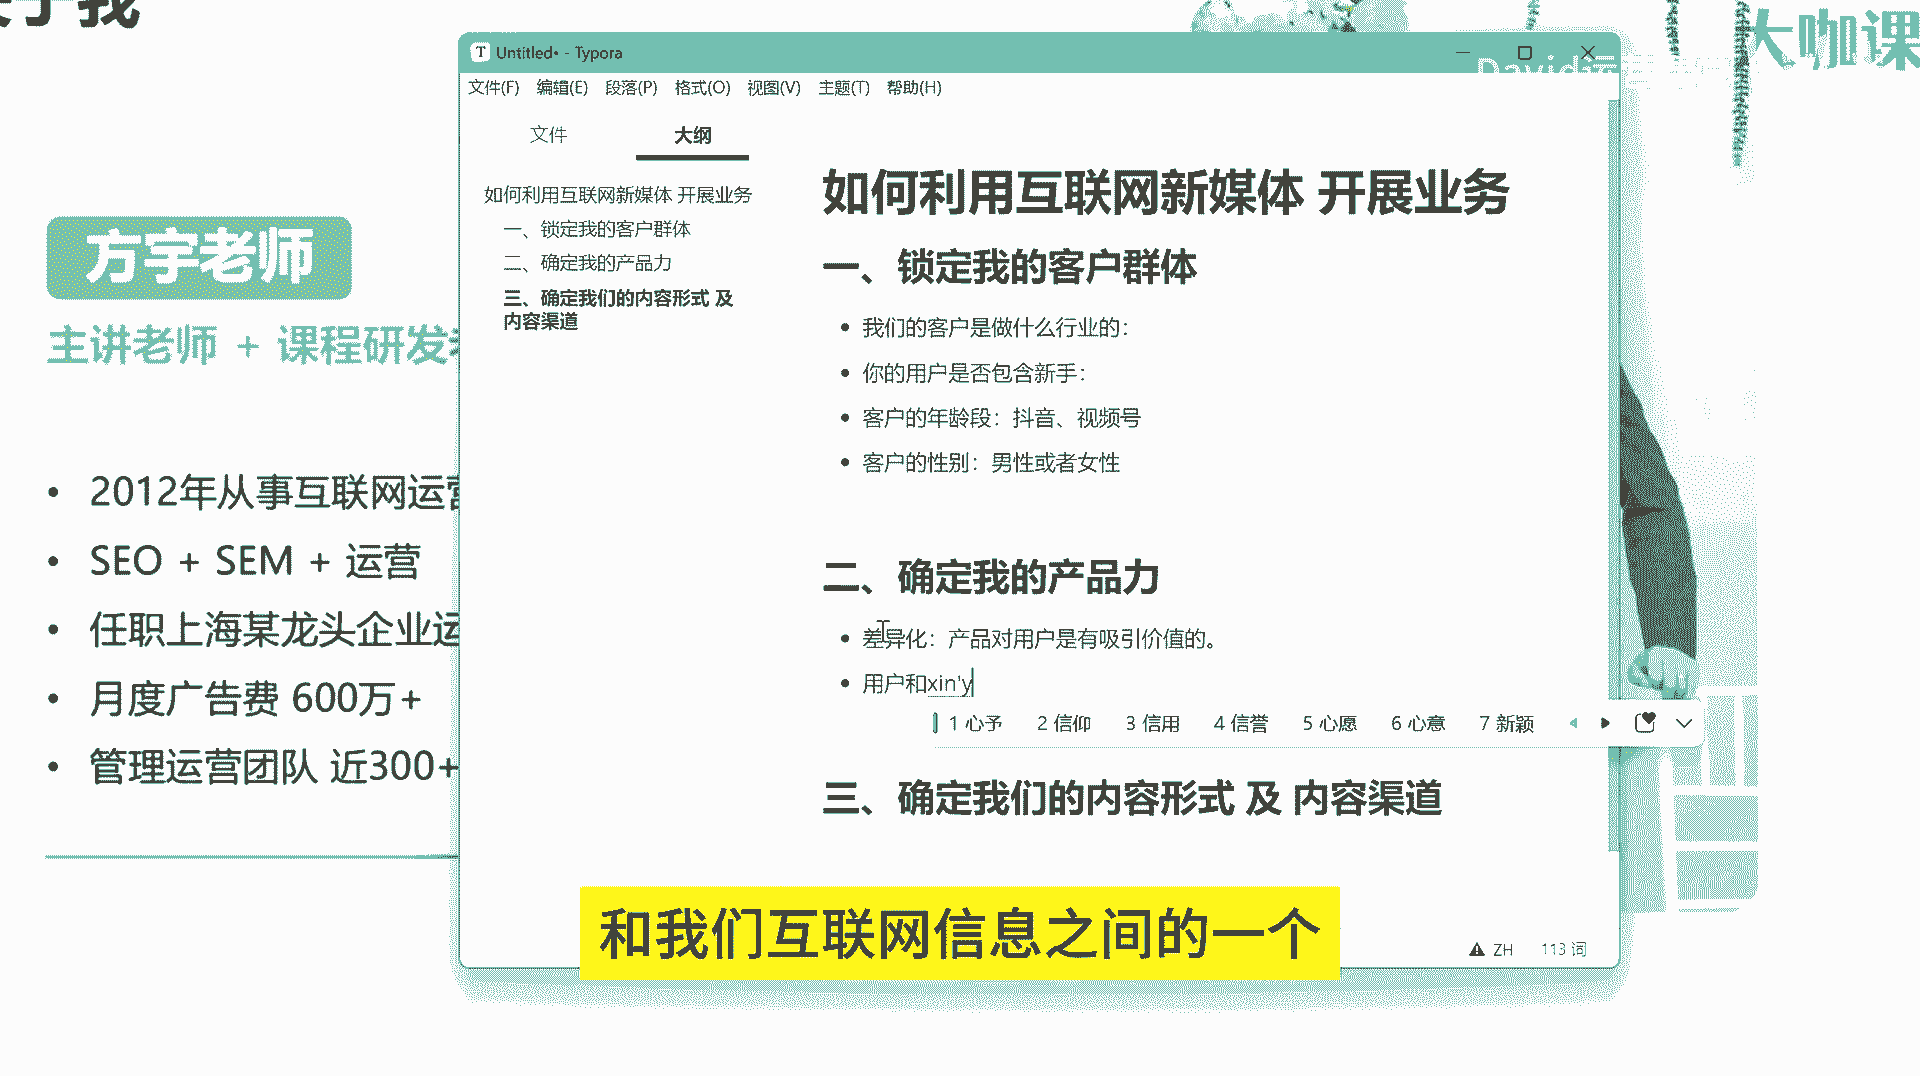 大咖课
Untitled• - Typora
文件(F) 编辑(E) 段落(P) 格式(O) 视图(V) 主题(T) 帮助(H)
文件 大纲
如何利用互联网新媒体 开展业务
一、锁定我的客户群体
二、确定我的产品力
三、确定我们的内容形式 及
内容渠道
如何利用互联网新媒体 开展业务
一、锁定我的客户群体
• 我们的客户是做什么行业的：
• 你的用户是否包含新手：
• 客户的年龄段：抖音、视频号
• 客户的性别：男性或者女性
二、确定我的产品力
• 差异化：产品对用户是有吸引价值的。
• 用户和xin'y
1 心予 2 信仰 3 信用 4 信誉 5 心愿 6 心意 7 新颖
三、确定我们的内容形式 及 内容渠道
ZH 113 词
方宇老师
主讲老师 + 课程研发
• 2012年从事互联网运营
• SEO + SEM + 运营
• 任职上海某龙头企业运
• 月度广告费 600万+
• 管理运营团队 近300+
和我们互联网信息之间的一个